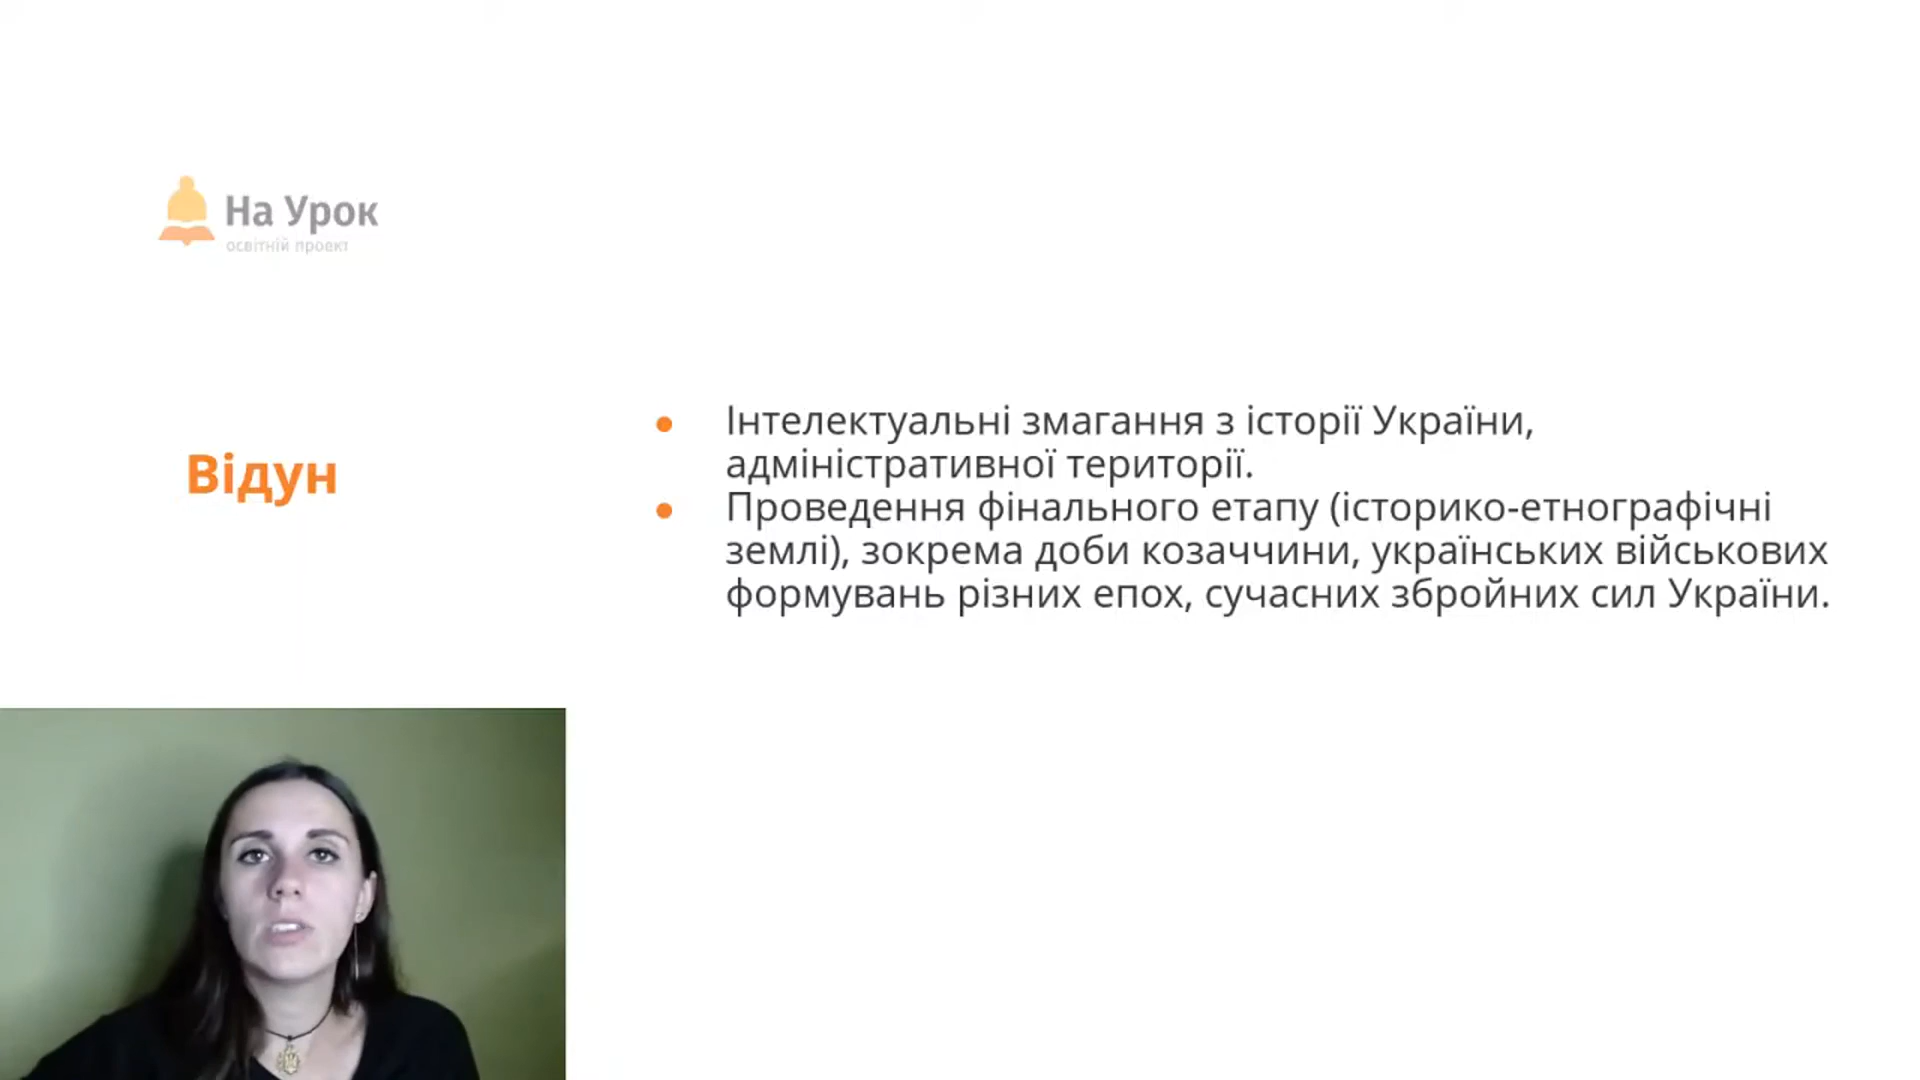 На Урок
освітній проект
Відун
Інтелектуальні змагання з історії України,
адміністративної території.
Проведення фінального етапу (історико-етнографічні
землі), зокрема доби козаччини, українських військових
формувань різних епох, сучасних збройних сил України.